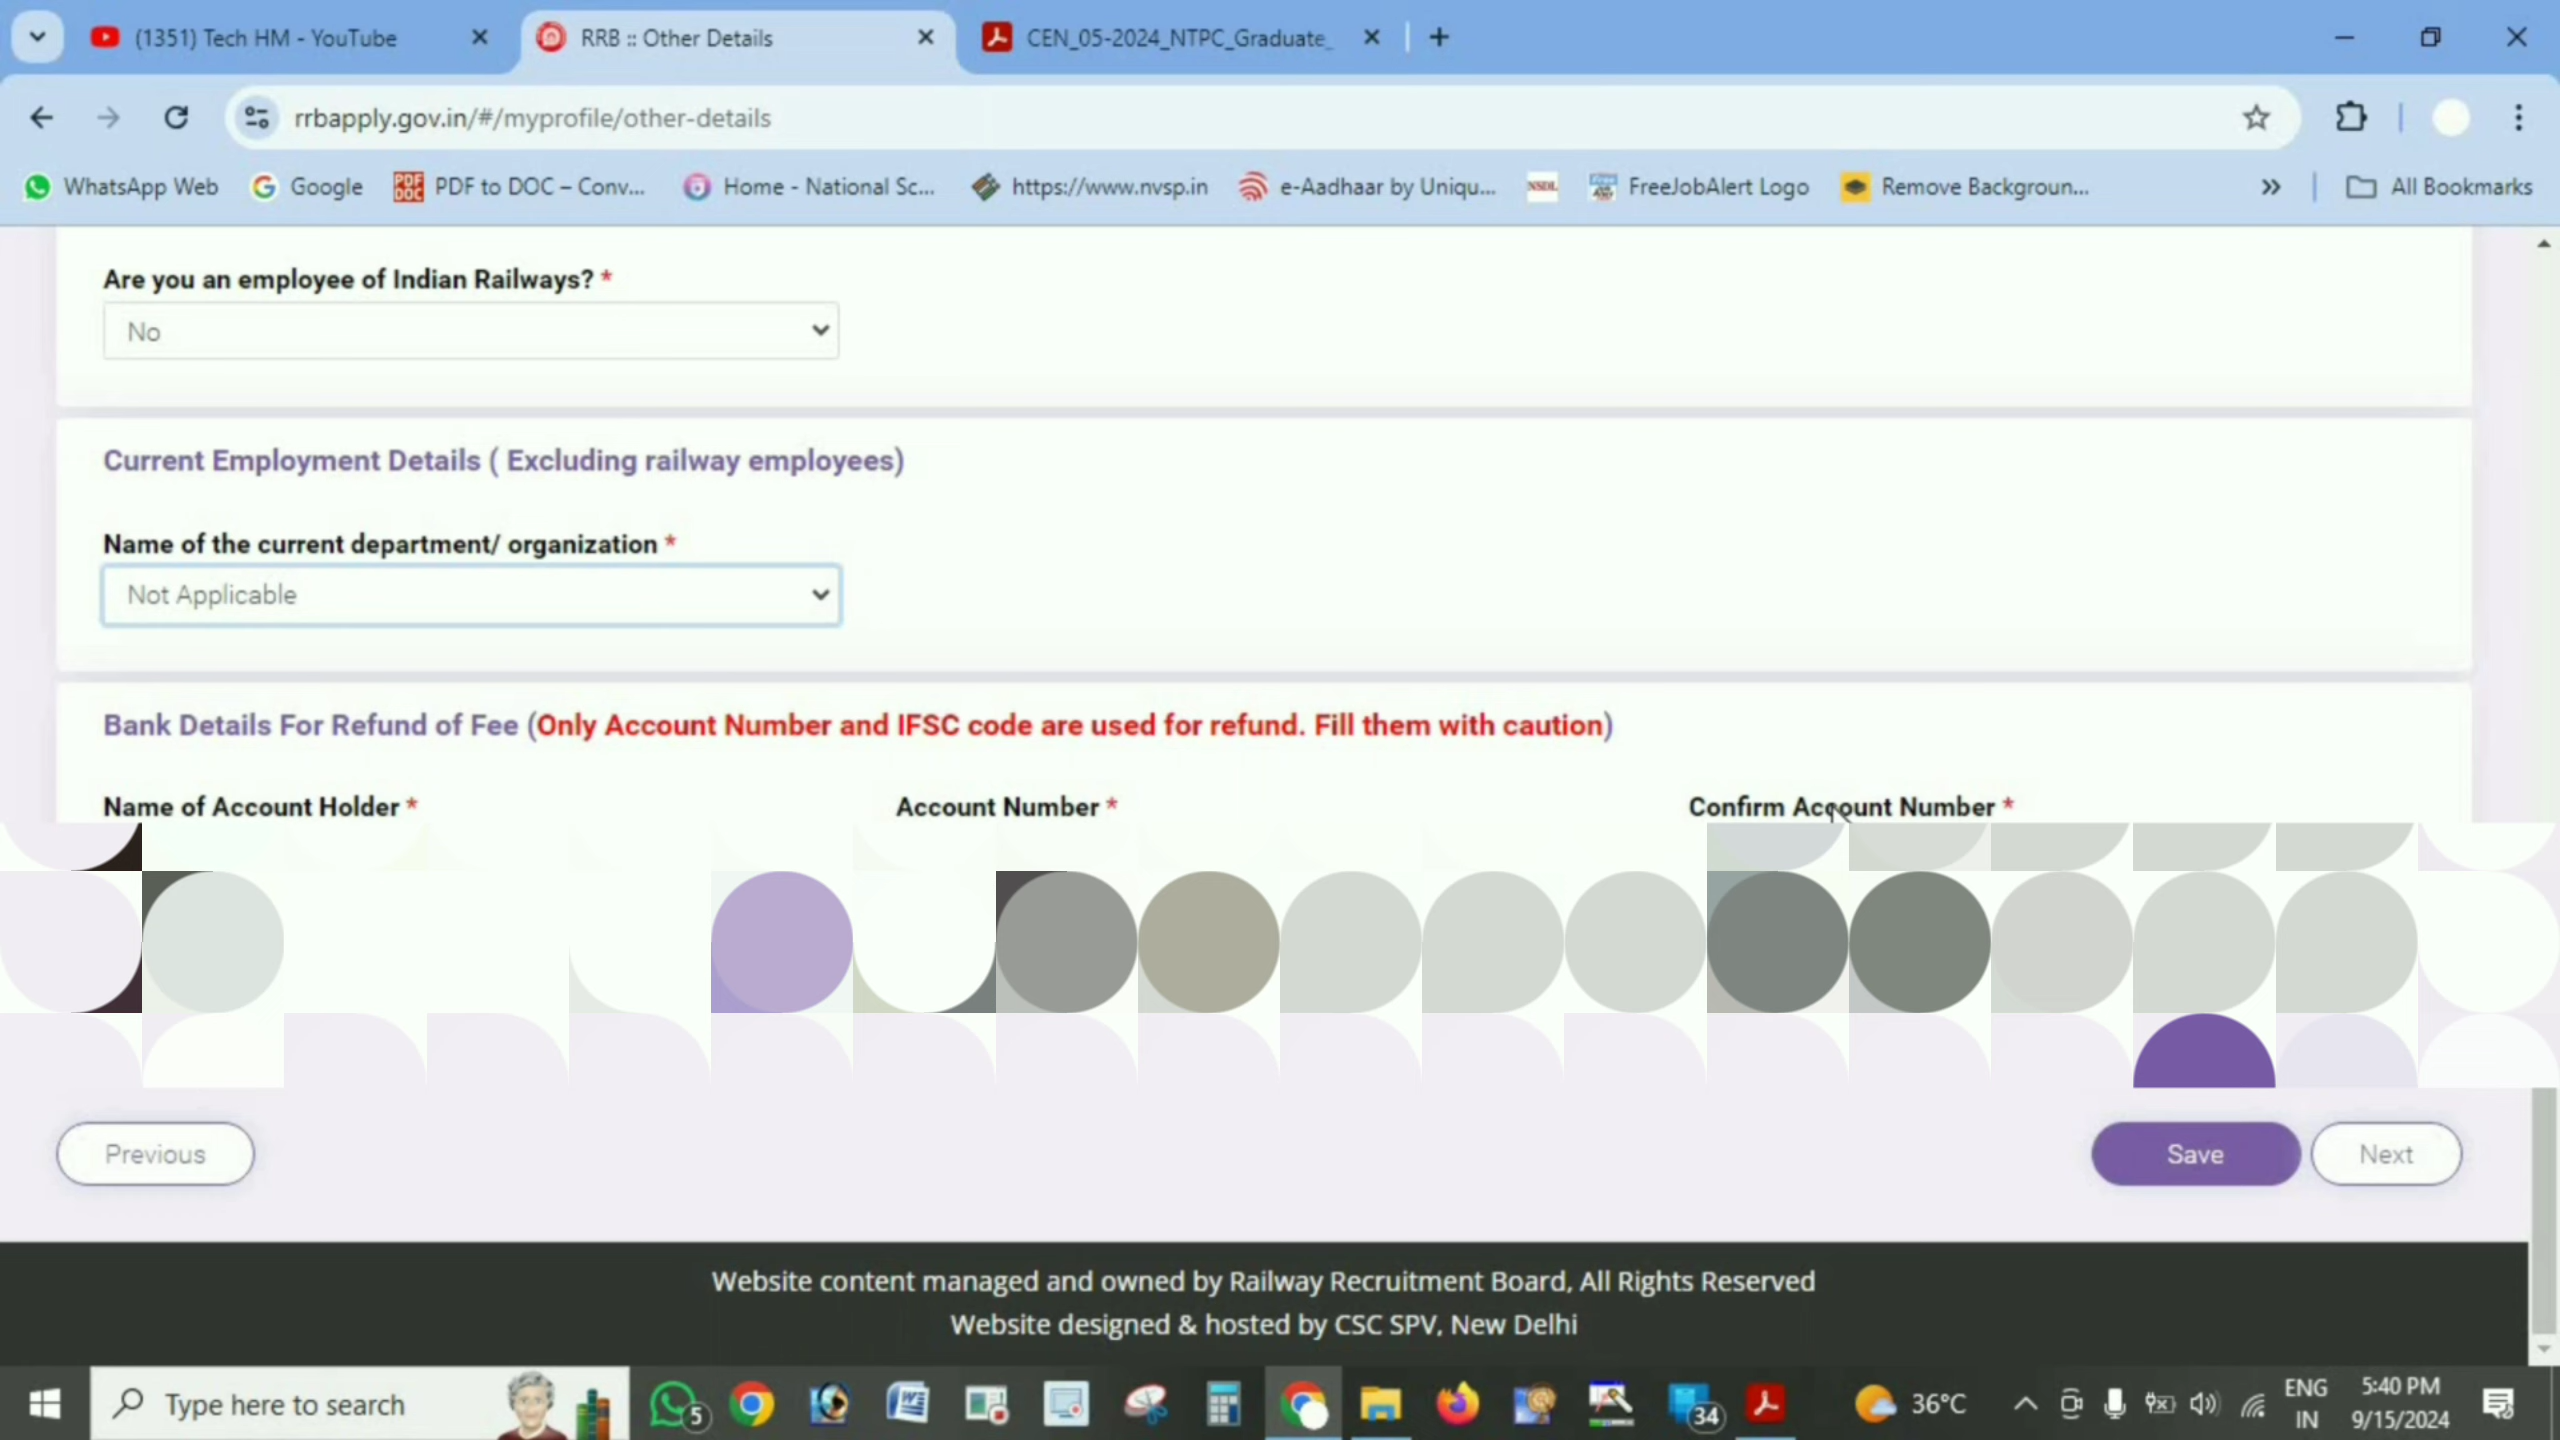 (1351) Tech HM - YouTube
RRB :: Other Details
CEN_05-2024_NTPC_Graduate_
rrbapply.gov.in/#/myprofile/other-details
WhatsApp Web
Google
PDF to DOC – Conv...
Home - National Sc...
https://www.nvsp.in
e-Aadhaar by Uniqu...
NSDL
FreeJobAlert Logo
Remove Backgroun...
»
All Bookmarks
Are you an employee of Indian Railways? *
No
Current Employment Details ( Excluding railway employees)
Name of the current department/ organization *
Not Applicable
Bank Details For Refund of Fee (Only Account Number and IFSC code are used for refund. Fill them with caution)
Name of Account Holder *
Account Number *
Confirm Account Number *
Previous
Save
Next
Website content managed and owned by Railway Recruitment Board, All Rights Reserved
Website designed & hosted by CSC SPV, New Delhi
Type here to search
5
34
36°C
ENG
IN
5:40 PM
9/15/2024